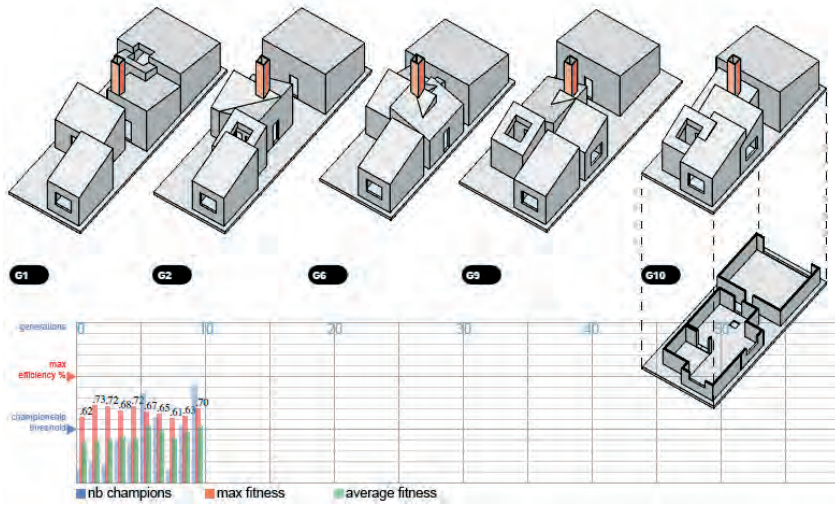 G1 G2 G6 G9 G10
generations 0 10 20 30 40 50
max
efficiency %
.62 .73 .72 .68 .72 .67 .65 .61 .63 .70
championship
threshold
nb champions max fitness average fitness